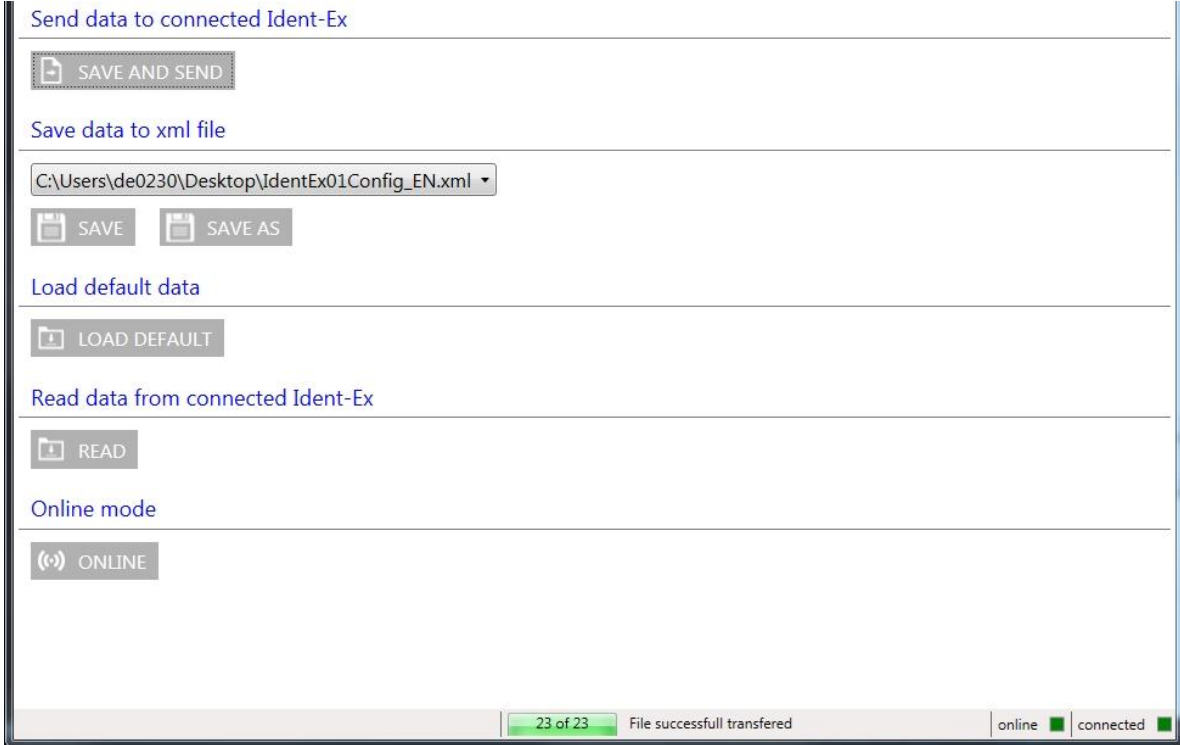 Send data to connected Ident-Ex
SAVE AND SEND
Save data to xml file
C:\Users\de0230\Desktop\IdentEx01Config_EN.xml
SAVE SAVE AS
Load default data
LOAD DEFAULT
Read data from connected Ident-Ex
READ
Online mode
ONLINE
23 of 23 File successfull transfered online connected